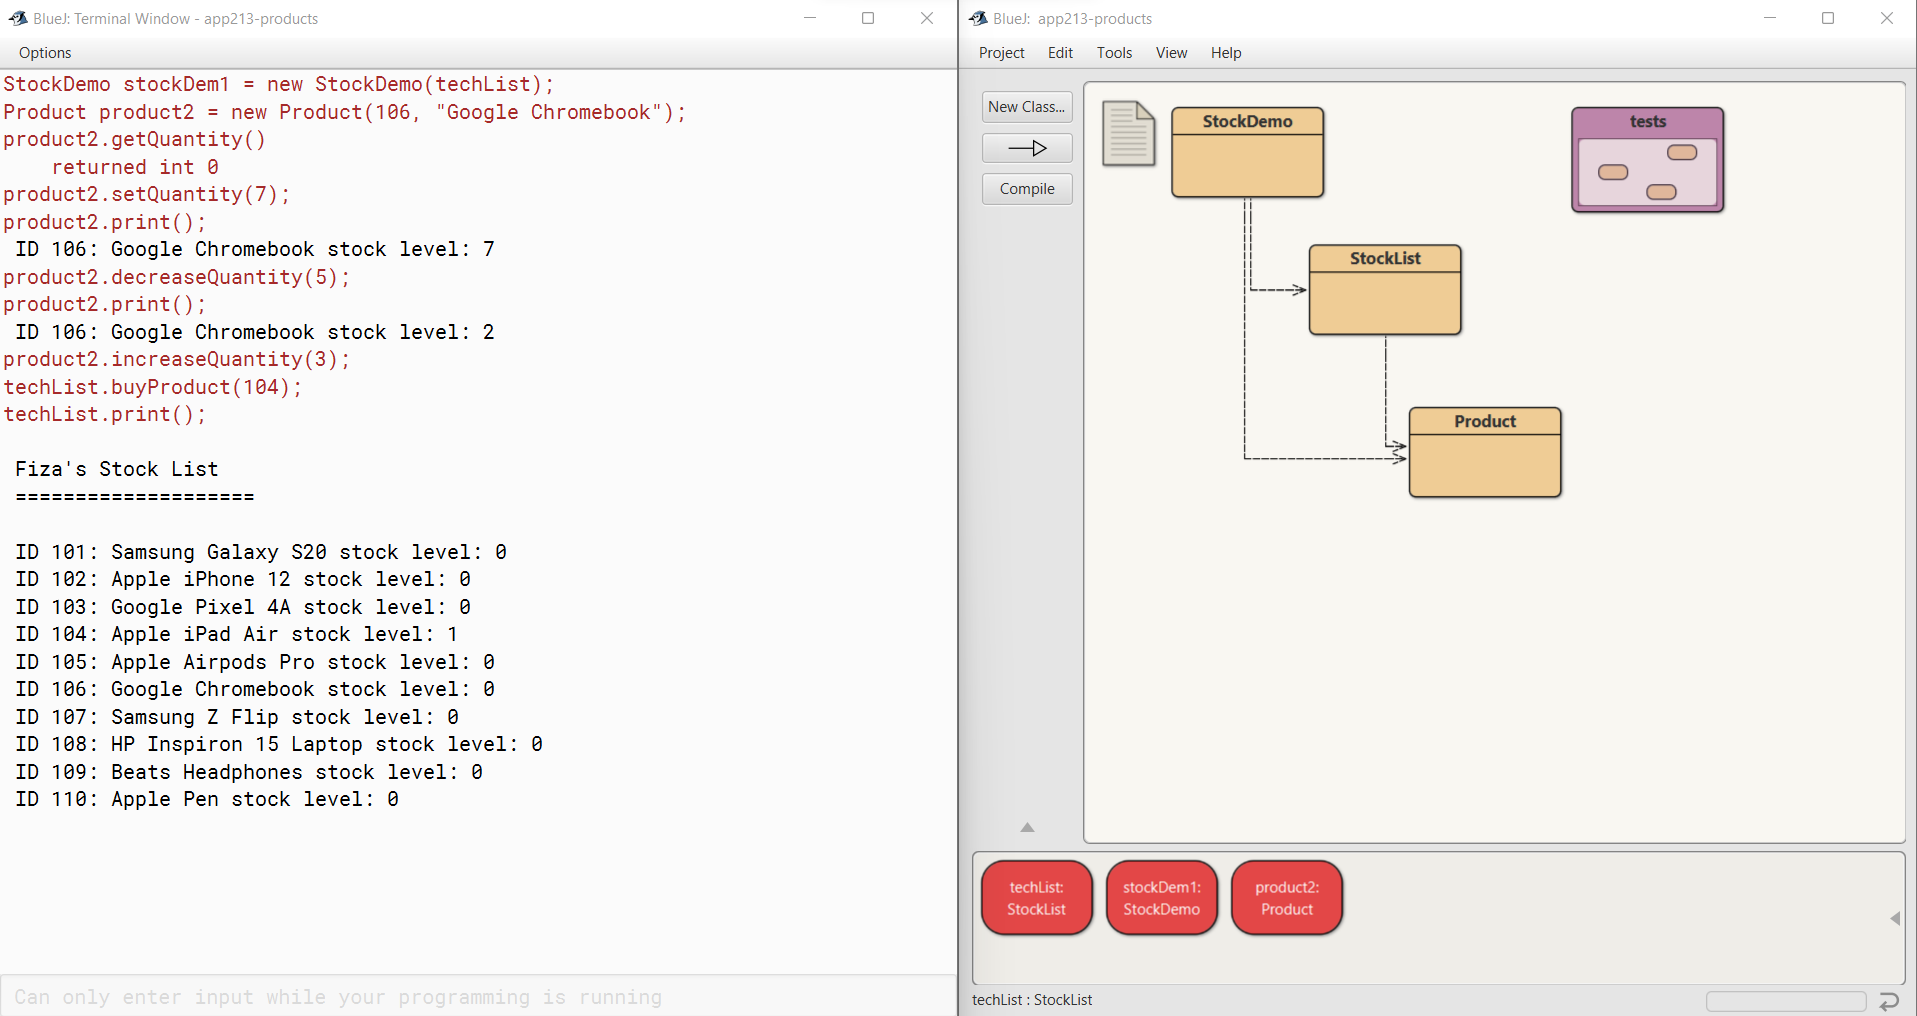 BlueJ: Terminal Window - app213-products
Options
StockDemo stockDem1 = new StockDemo(techList);
Product product2 = new Product(106, "Google Chromebook");
product2.getQuantity()
    returned int 0
product2.setQuantity(7);
product2.print();
 ID 106: Google Chromebook stock level: 7
product2.decreaseQuantity(5);
product2.print();
 ID 106: Google Chromebook stock level: 2
product2.increaseQuantity(3);
techList.buyProduct(104);
techList.print();
 Fiza's Stock List
 ====================
 ID 101: Samsung Galaxy S20 stock level: 0
 ID 102: Apple iPhone 12 stock level: 0
 ID 103: Google Pixel 4A stock level: 0
 ID 104: Apple iPad Air stock level: 1
 ID 105: Apple Airpods Pro stock level: 0
 ID 106: Google Chromebook stock level: 0
 ID 107: Samsung Z Flip stock level: 0
 ID 108: HP Inspiron 15 Laptop stock level: 0
 ID 109: Beats Headphones stock level: 0
 ID 110: Apple Pen stock level: 0
Can only enter input while your programming is running
BlueJ: app213-products
Project Edit Tools View Help
New Class...
Compile
StockDemo
tests
StockList
Product
techList:
StockList
stockDem1:
StockDemo
product2:
Product
techList : StockList